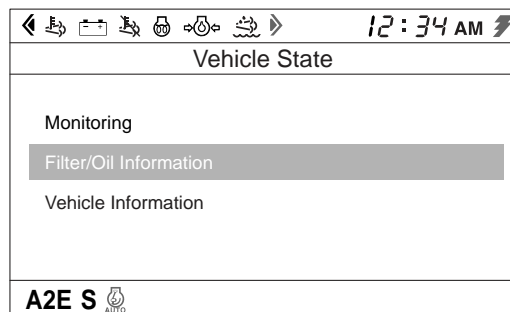 12:34 AM
Vehicle State
Monitoring
Filter/Oil Information
Vehicle Information
A2E S AUTO